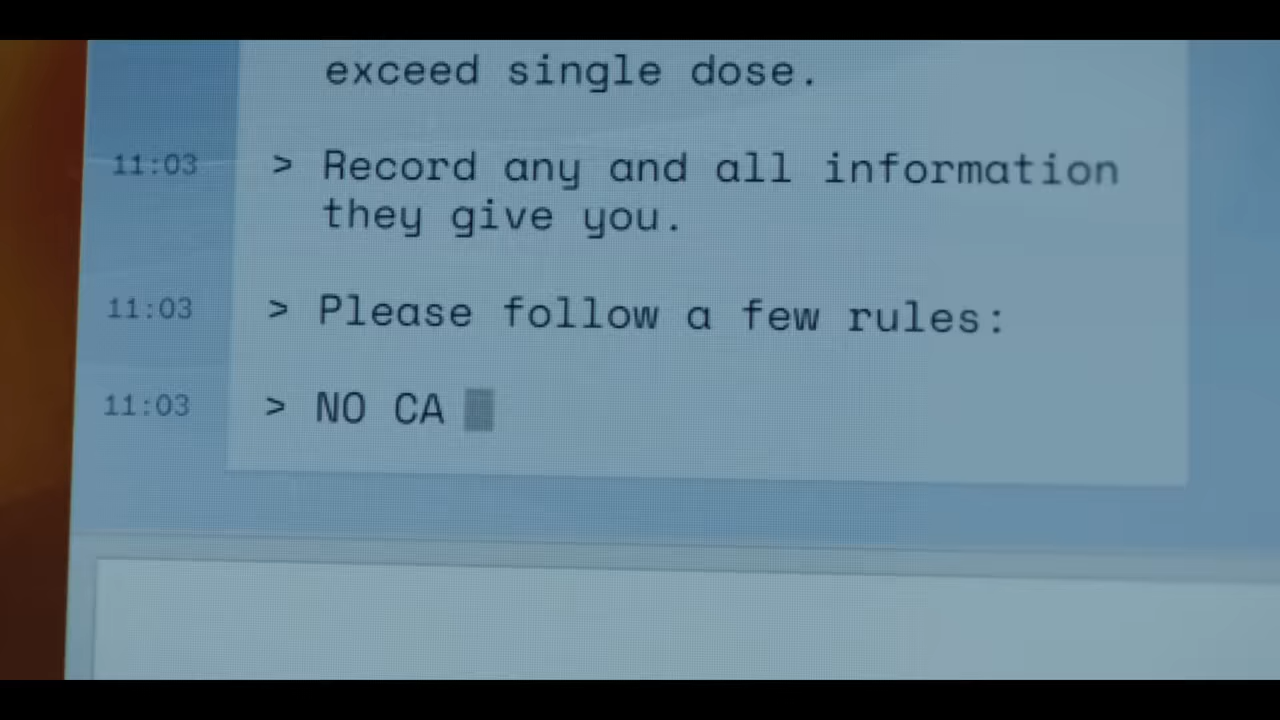 exceed single dose.
11:03 > Record any and all information
they give you.
11:03 > Please follow a few rules:
11:03 > NO CA